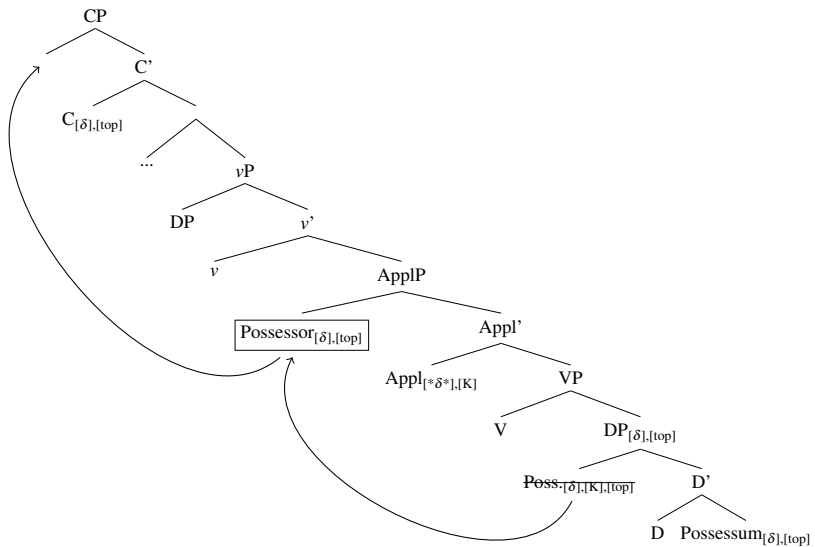 CP
C’
C[δ],[top]
...
vP
DP
v’
v
ApplP
Possessor[δ],[top]
Appl’
Appl[*δ*],[K]
VP
V
DP[δ],[top]
Poss.[δ],[K],[top]
D’
D Possessum[δ],[top]